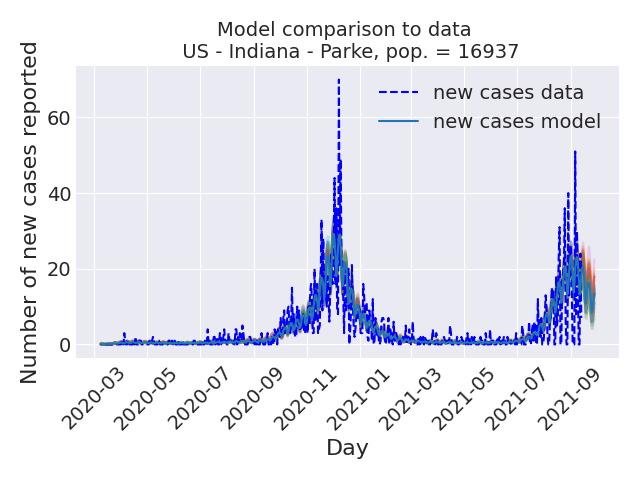 Model comparison to data
US - Indiana - Parke, pop. = 16937
Number of new cases reported
60
40
20
0
new cases data
new cases model
2020-03
2020-05
2020-07
2020-09
2020-11
2021-01
2021-03
2021-05
2021-07
2021-09
Day